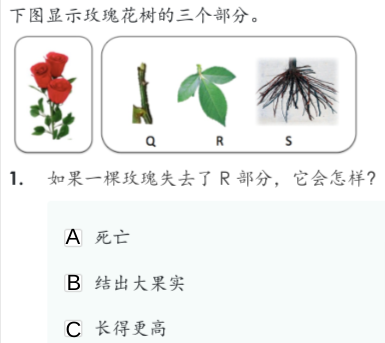 下图显示玫瑰花树的三个部分。
Q R S
1. 如果一棵玫瑰失去了 R 部分，它会怎样?
A 死亡
B 结出大果实
C 长得更高